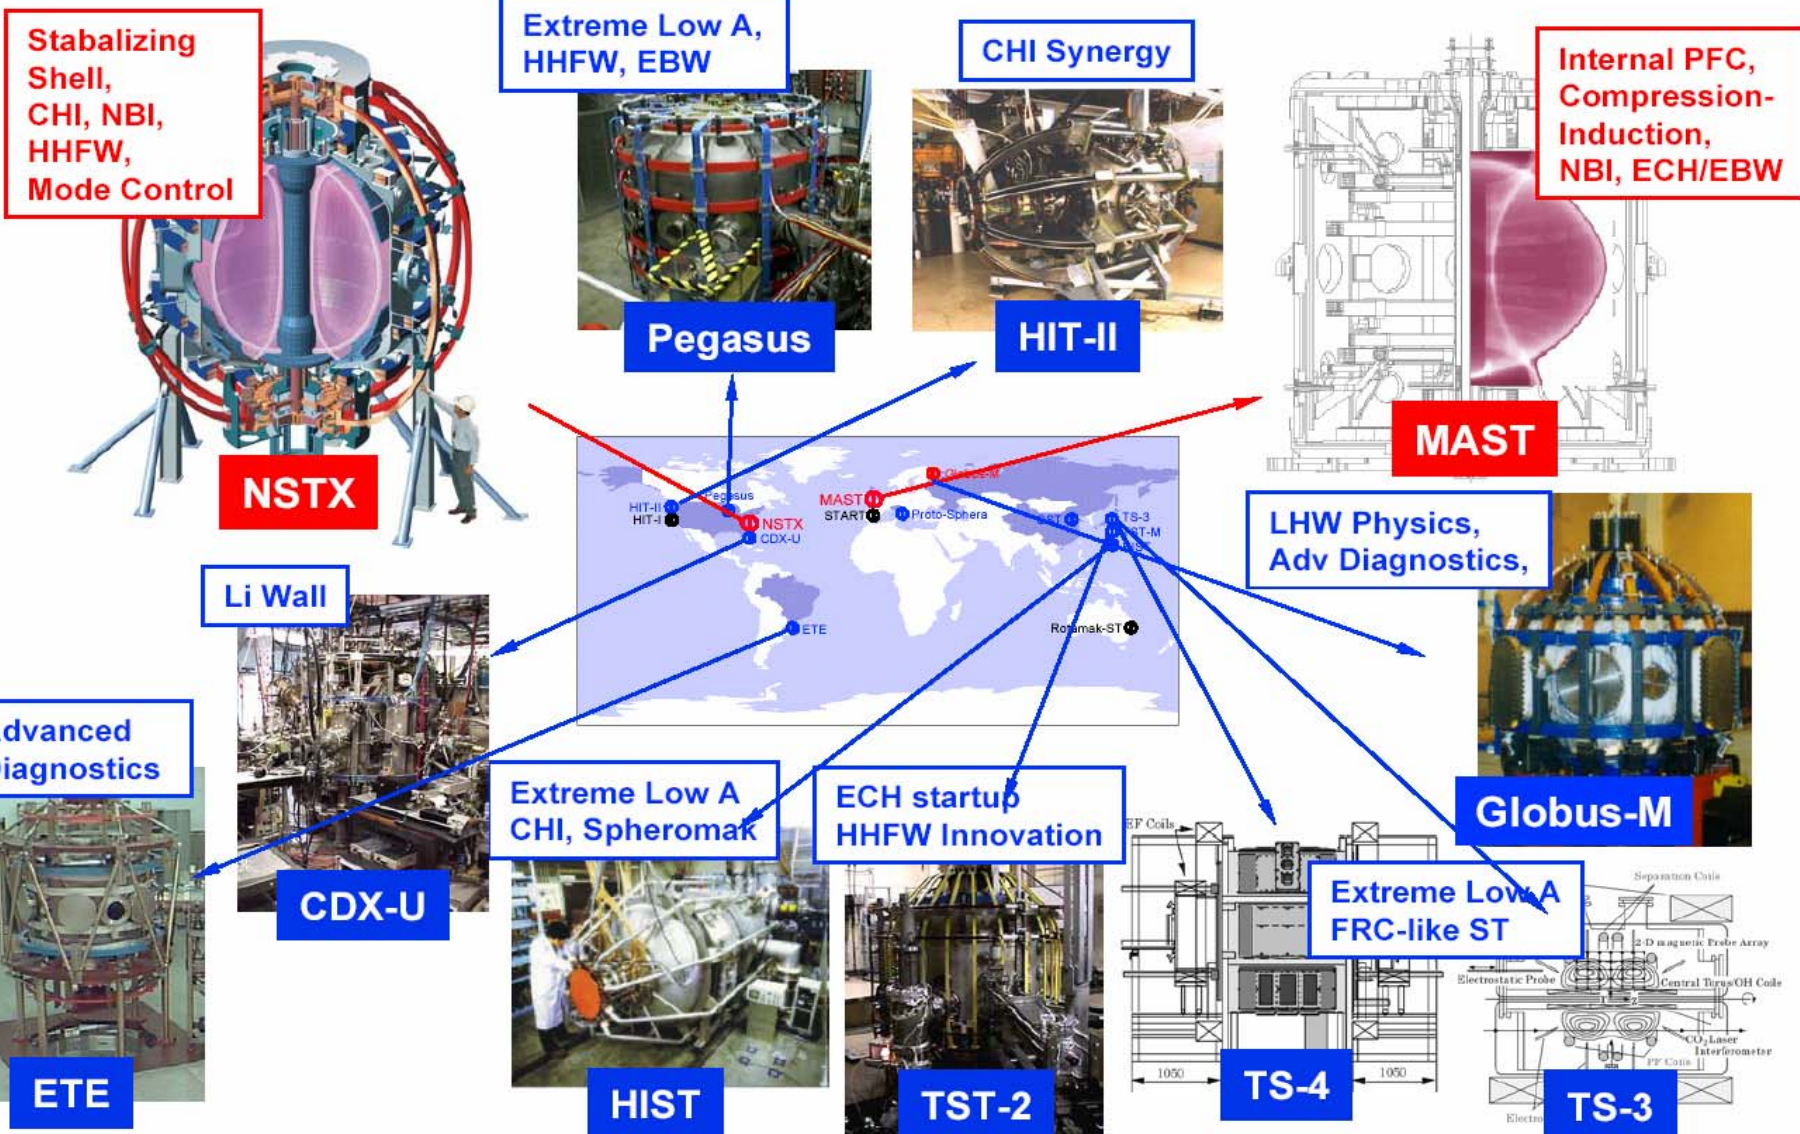 Stabalizing
Shell,
CHI, NBI,
HHFW,
Mode Control
NSTX
Extreme Low A,
HHFW, EBW
Pegasus
CHI Synergy
HIT-II
Internal PFC,
Compression-
Induction,
NBI, ECH/EBW
MAST
HIT-II
HIT-I
Pegasus
NSTX
CDX-U
ETE
MAST
START
Globus-M
Proto-Sphera
TS-3
Rotamak-ST
LHW Physics,
Adv Diagnostics,
Globus-M
Li Wall
CDX-U
dvanced
iagnostics
ETE
Extreme Low A
CHI, Spheromak
HIST
ECH startup
HHFW Innovation
TST-2
EF Coils
1050
1050
TS-4
Extreme Low A
FRC-like ST
Separation Coils
2-D magnetic Probe Array
Electrostatic Probe
Central Torus/OH Coils
CO2 Laser
Interferometer
PF Coils
Electro
TS-3